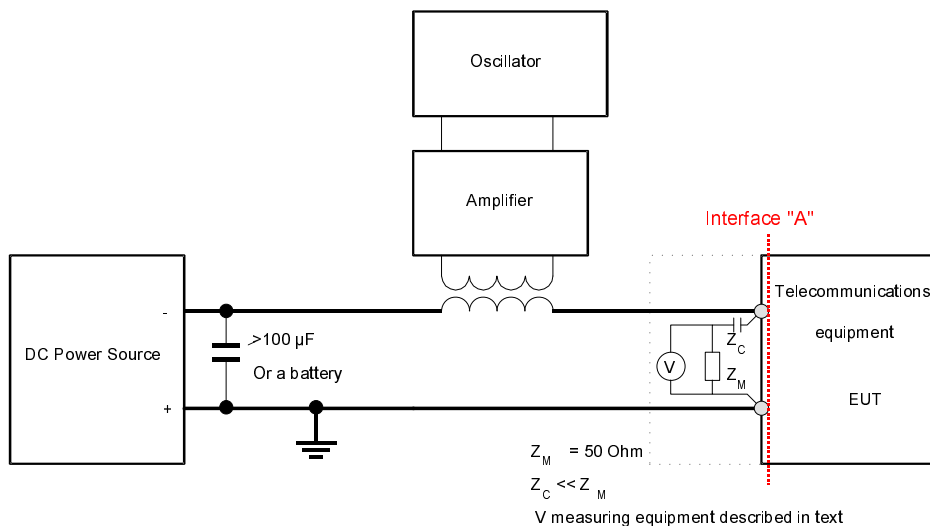 Oscillator
Amplifier
Interface "A"
DC Power Source
-
+
>100 µF
Or a battery
Telecommunications
equipment
EUT
V
Z C
Z M
Z M = 50 Ohm
Z C << Z M
V measuring equipment described in text